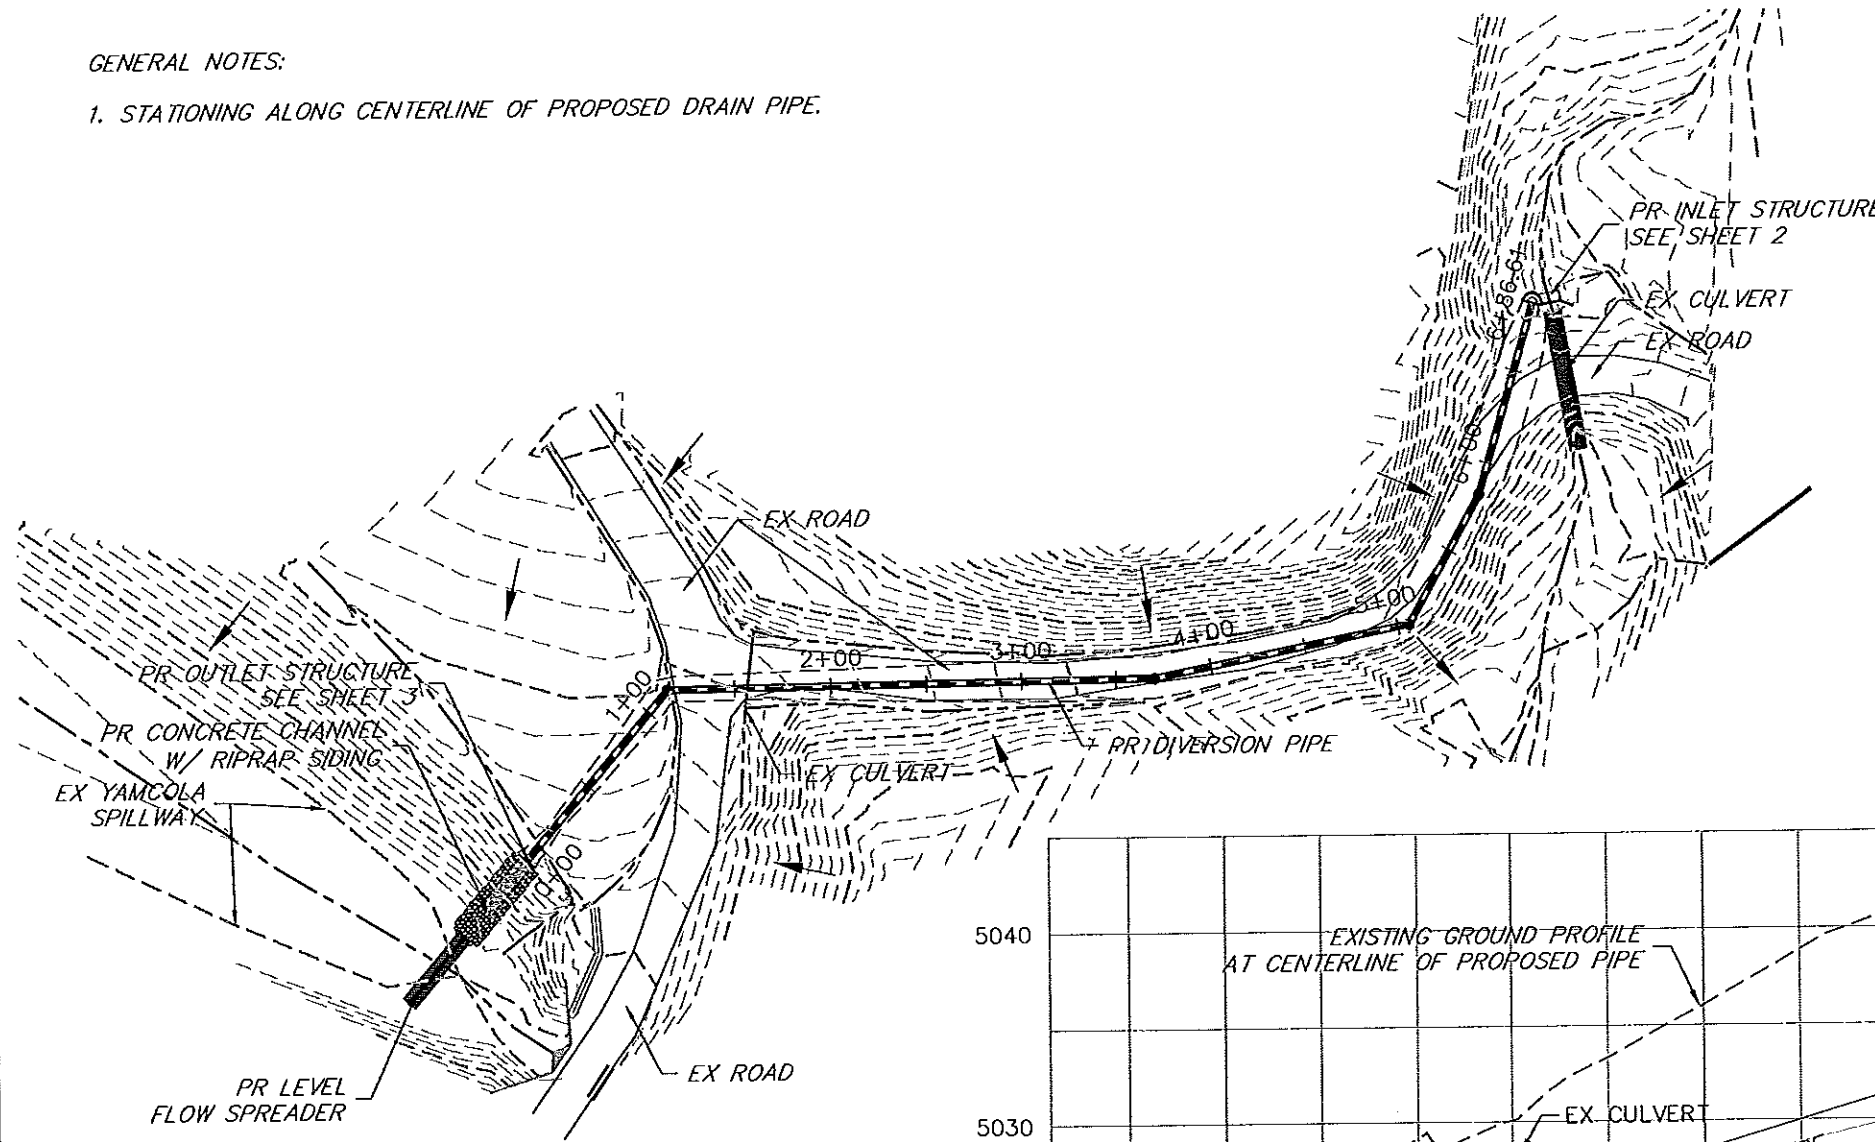 GENERAL NOTES:
1. STATIONING ALONG CENTERLINE OF PROPOSED DRAIN PIPE.
PR INLET STRUCTURE
SEE SHEET 2
6+86.61
EX CULVERT
EX ROAD
6+00
EX ROAD
5+00
4+00
3+00
2+00
1+00
PR OUTLET STRUCTURE
SEE SHEET 3
PR CONCRETE CHANNEL
W/ RIPRAP SIDING
PR DIVERSION PIPE
EX CULVERT
EX YAMCOLA
SPILLWAY
0+00
EX ROAD
PR LEVEL
FLOW SPREADER
5040
EXISTING GROUND PROFILE
AT CENTERLINE OF PROPOSED PIPE
EX CULVERT
5030